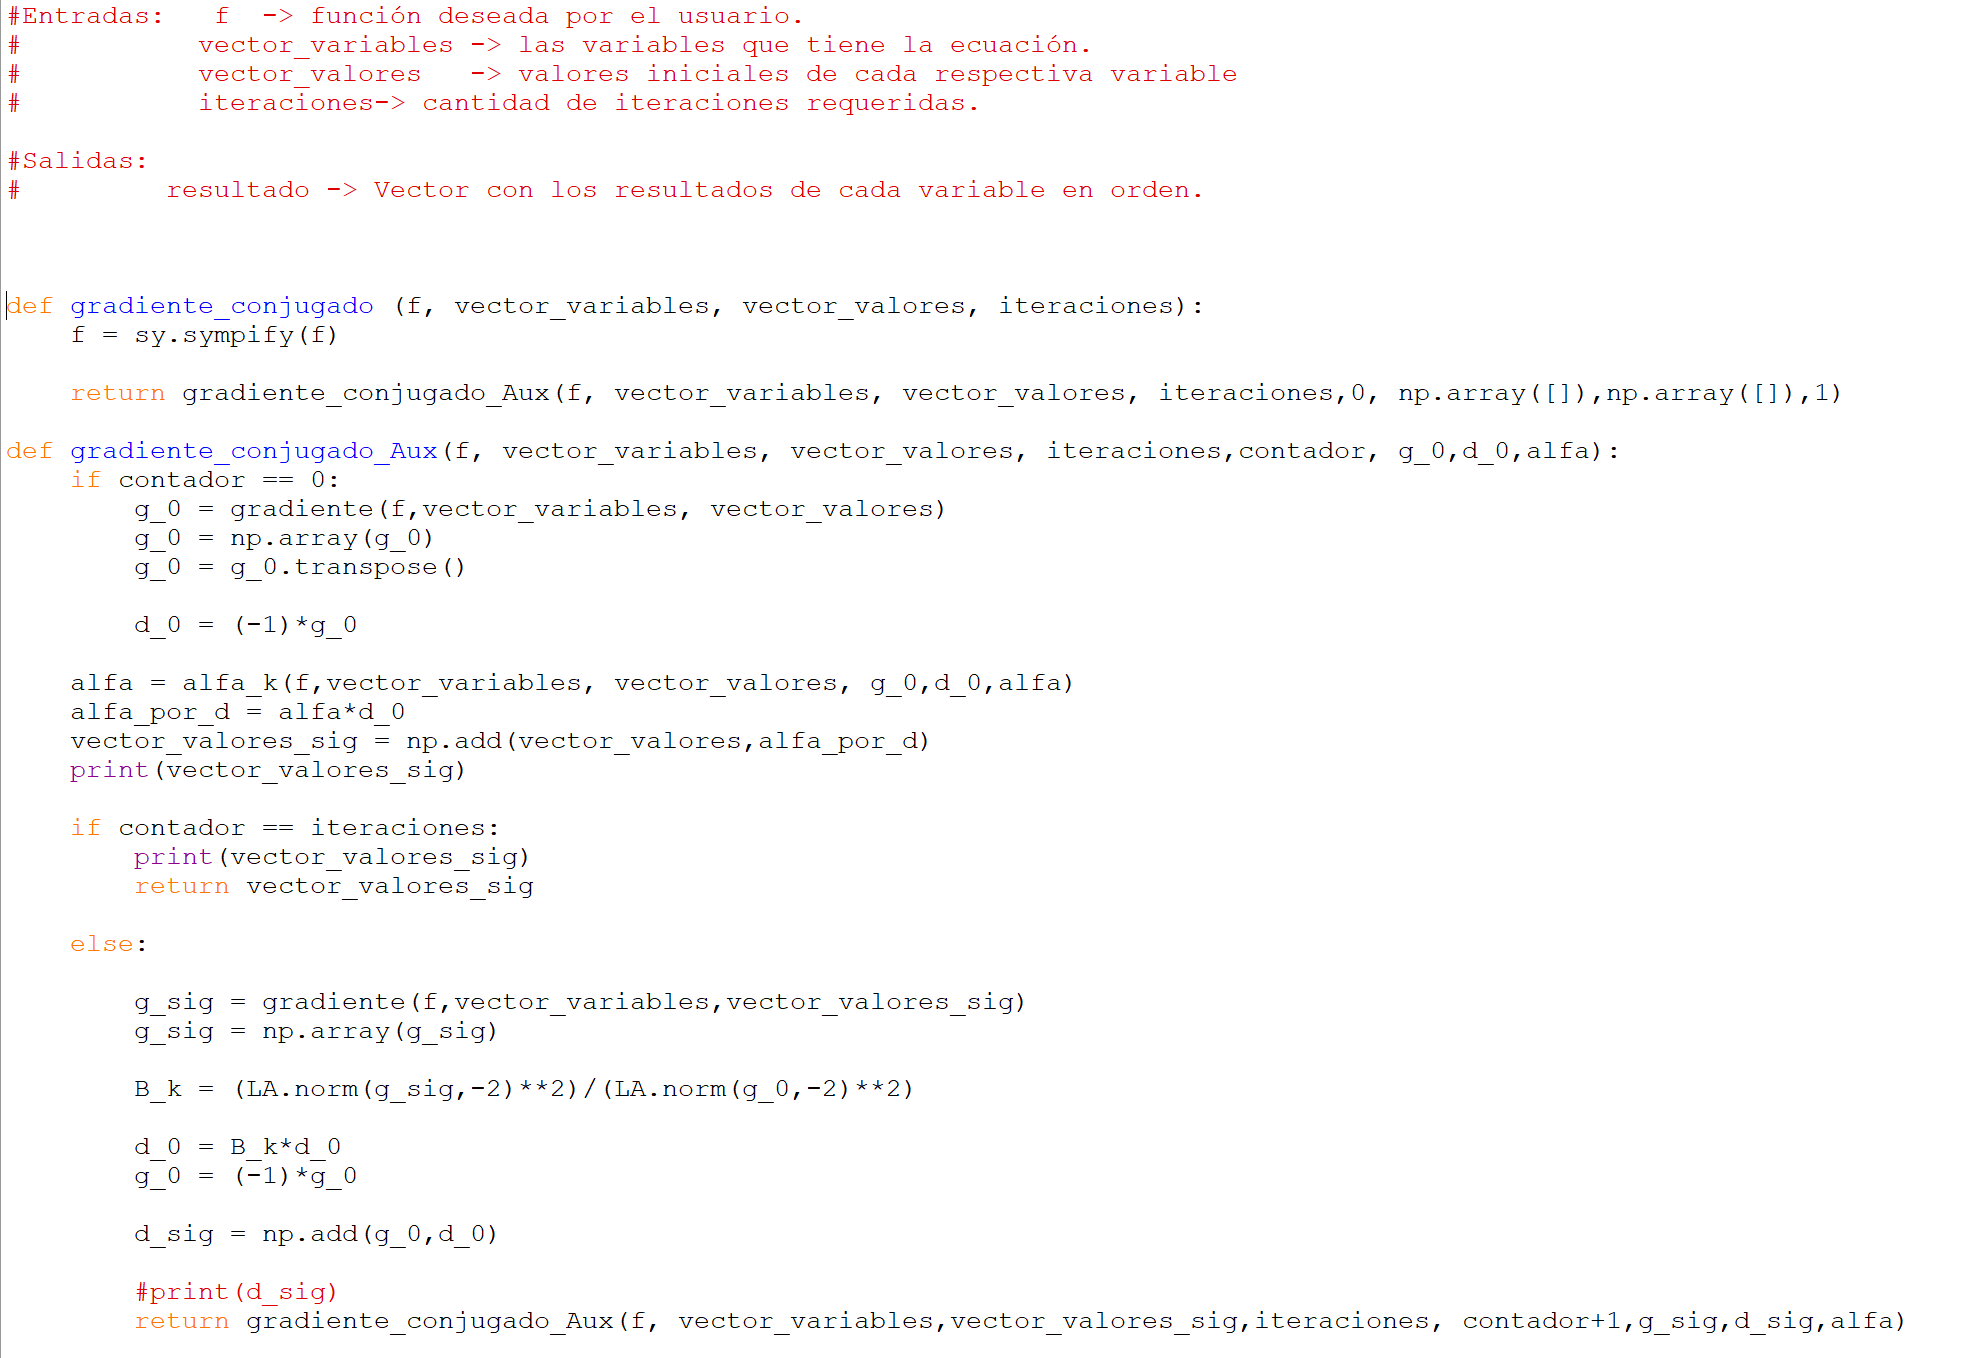 #Entradas:   f  -> función deseada por el usuario.
#           vector_variables -> las variables que tiene la ecuación.
#           vector_valores   -> valores iniciales de cada respectiva variable
#           iteraciones-> cantidad de iteraciones requeridas.
#Salidas:
#         resultado -> Vector con los resultados de cada variable en orden.
def gradiente_conjugado (f, vector_variables, vector_valores, iteraciones):
    f = sy.sympify(f)
    return gradiente_conjugado_Aux(f, vector_variables, vector_valores, iteraciones,0, np.array([]),np.array([]),1)
def gradiente_conjugado_Aux(f, vector_variables, vector_valores, iteraciones,contador, g_0,d_0,alfa):
    if contador == 0:
        g_0 = gradiente(f,vector_variables, vector_valores)
        g_0 = np.array(g_0)
        g_0 = g_0.transpose()
        d_0 = (-1)*g_0
    alfa = alfa_k(f,vector_variables, vector_valores, g_0,d_0,alfa)
    alfa_por_d = alfa*d_0
    vector_valores_sig = np.add(vector_valores,alfa_por_d)
    print(vector_valores_sig)
    if contador == iteraciones:
        print(vector_valores_sig)
        return vector_valores_sig
    else:
        g_sig = gradiente(f,vector_variables,vector_valores_sig)
        g_sig = np.array(g_sig)
        B_k = (LA.norm(g_sig,-2)**2)/(LA.norm(g_0,-2)**2)
        d_0 = B_k*d_0
        g_0 = (-1)*g_0
        d_sig = np.add(g_0,d_0)
        #print(d_sig)
        return gradiente_conjugado_Aux(f, vector_variables,vector_valores_sig,iteraciones, contador+1,g_sig,d_sig,alfa)